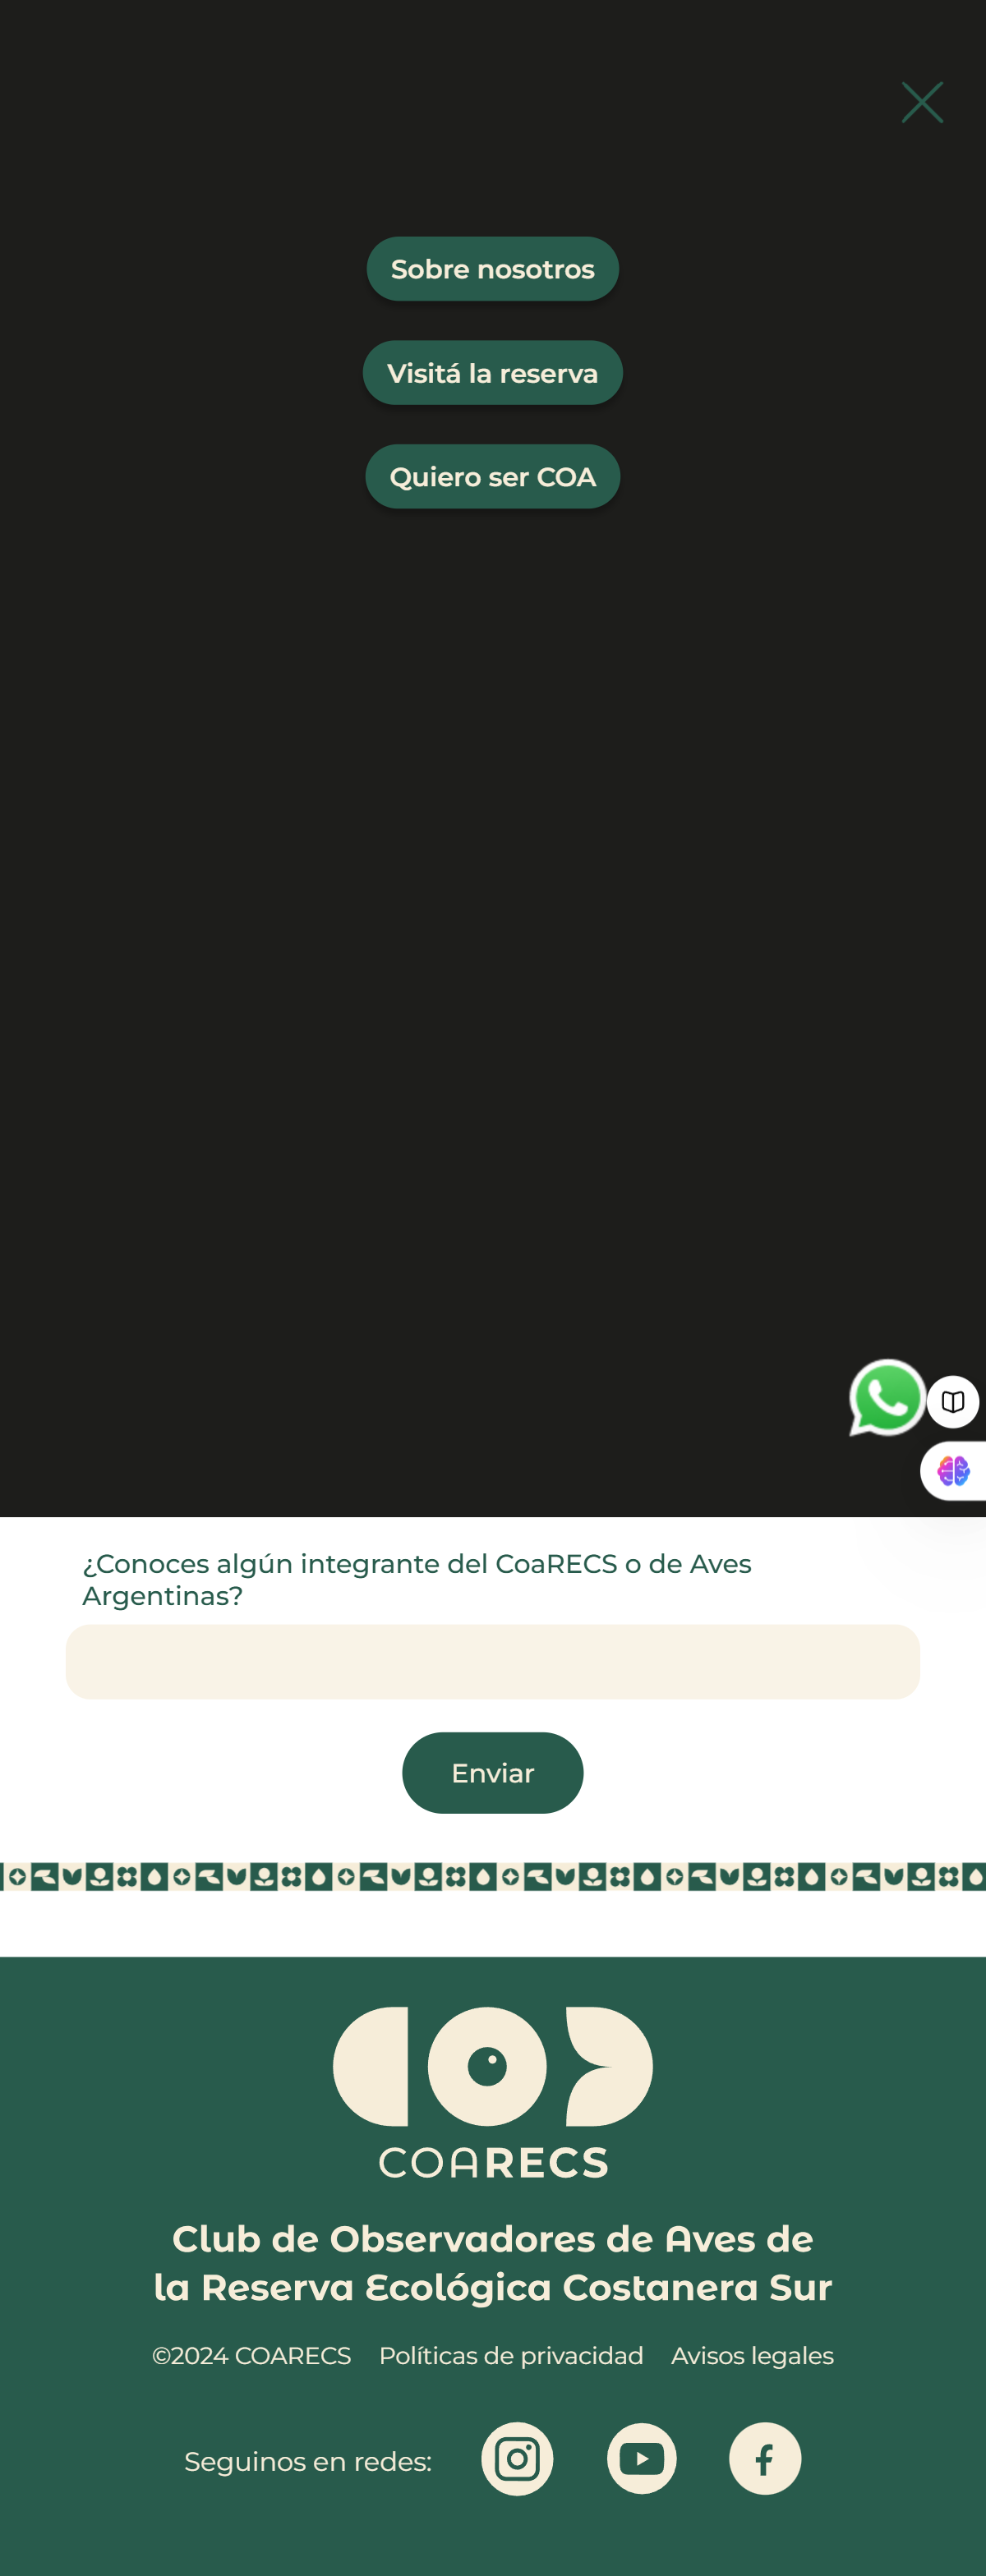 Sobre nosotros
Visitá la reserva
Quiero ser COA
¿Conoces algún integrante del CoaRECS o de Aves
Argentinas?
Enviar
COARECS
Club de Observadores de Aves de
la Reserva Ecológica Costanera Sur
©2024 COARECS Políticas de privacidad Avisos legales
Seguinos en redes: